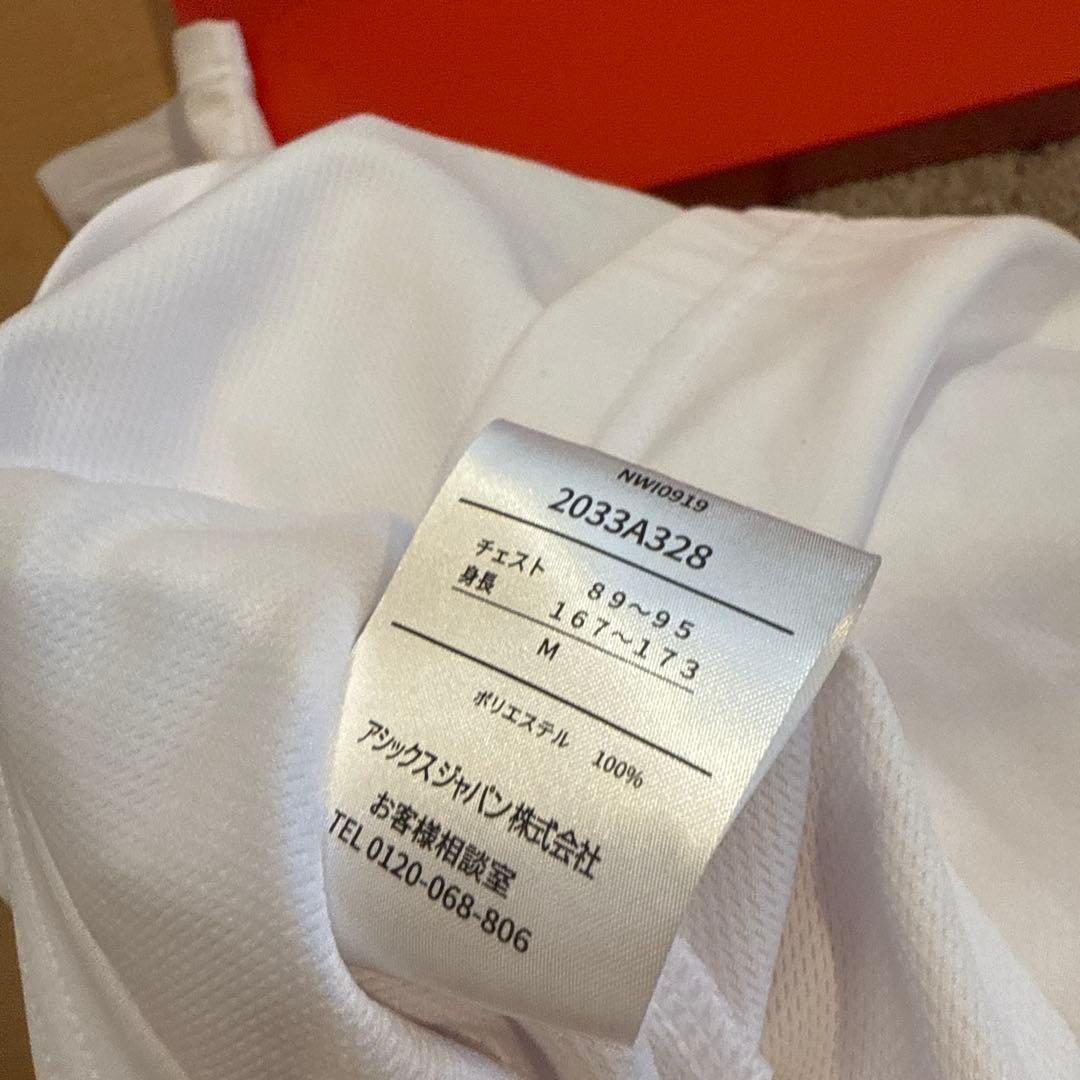 NWI0919
2033A328
チェスト 89～95
身長 167～173
M
ポリエステル 100%
アシックスジャパン株式会社
お客様相談室
TEL 0120-068-806